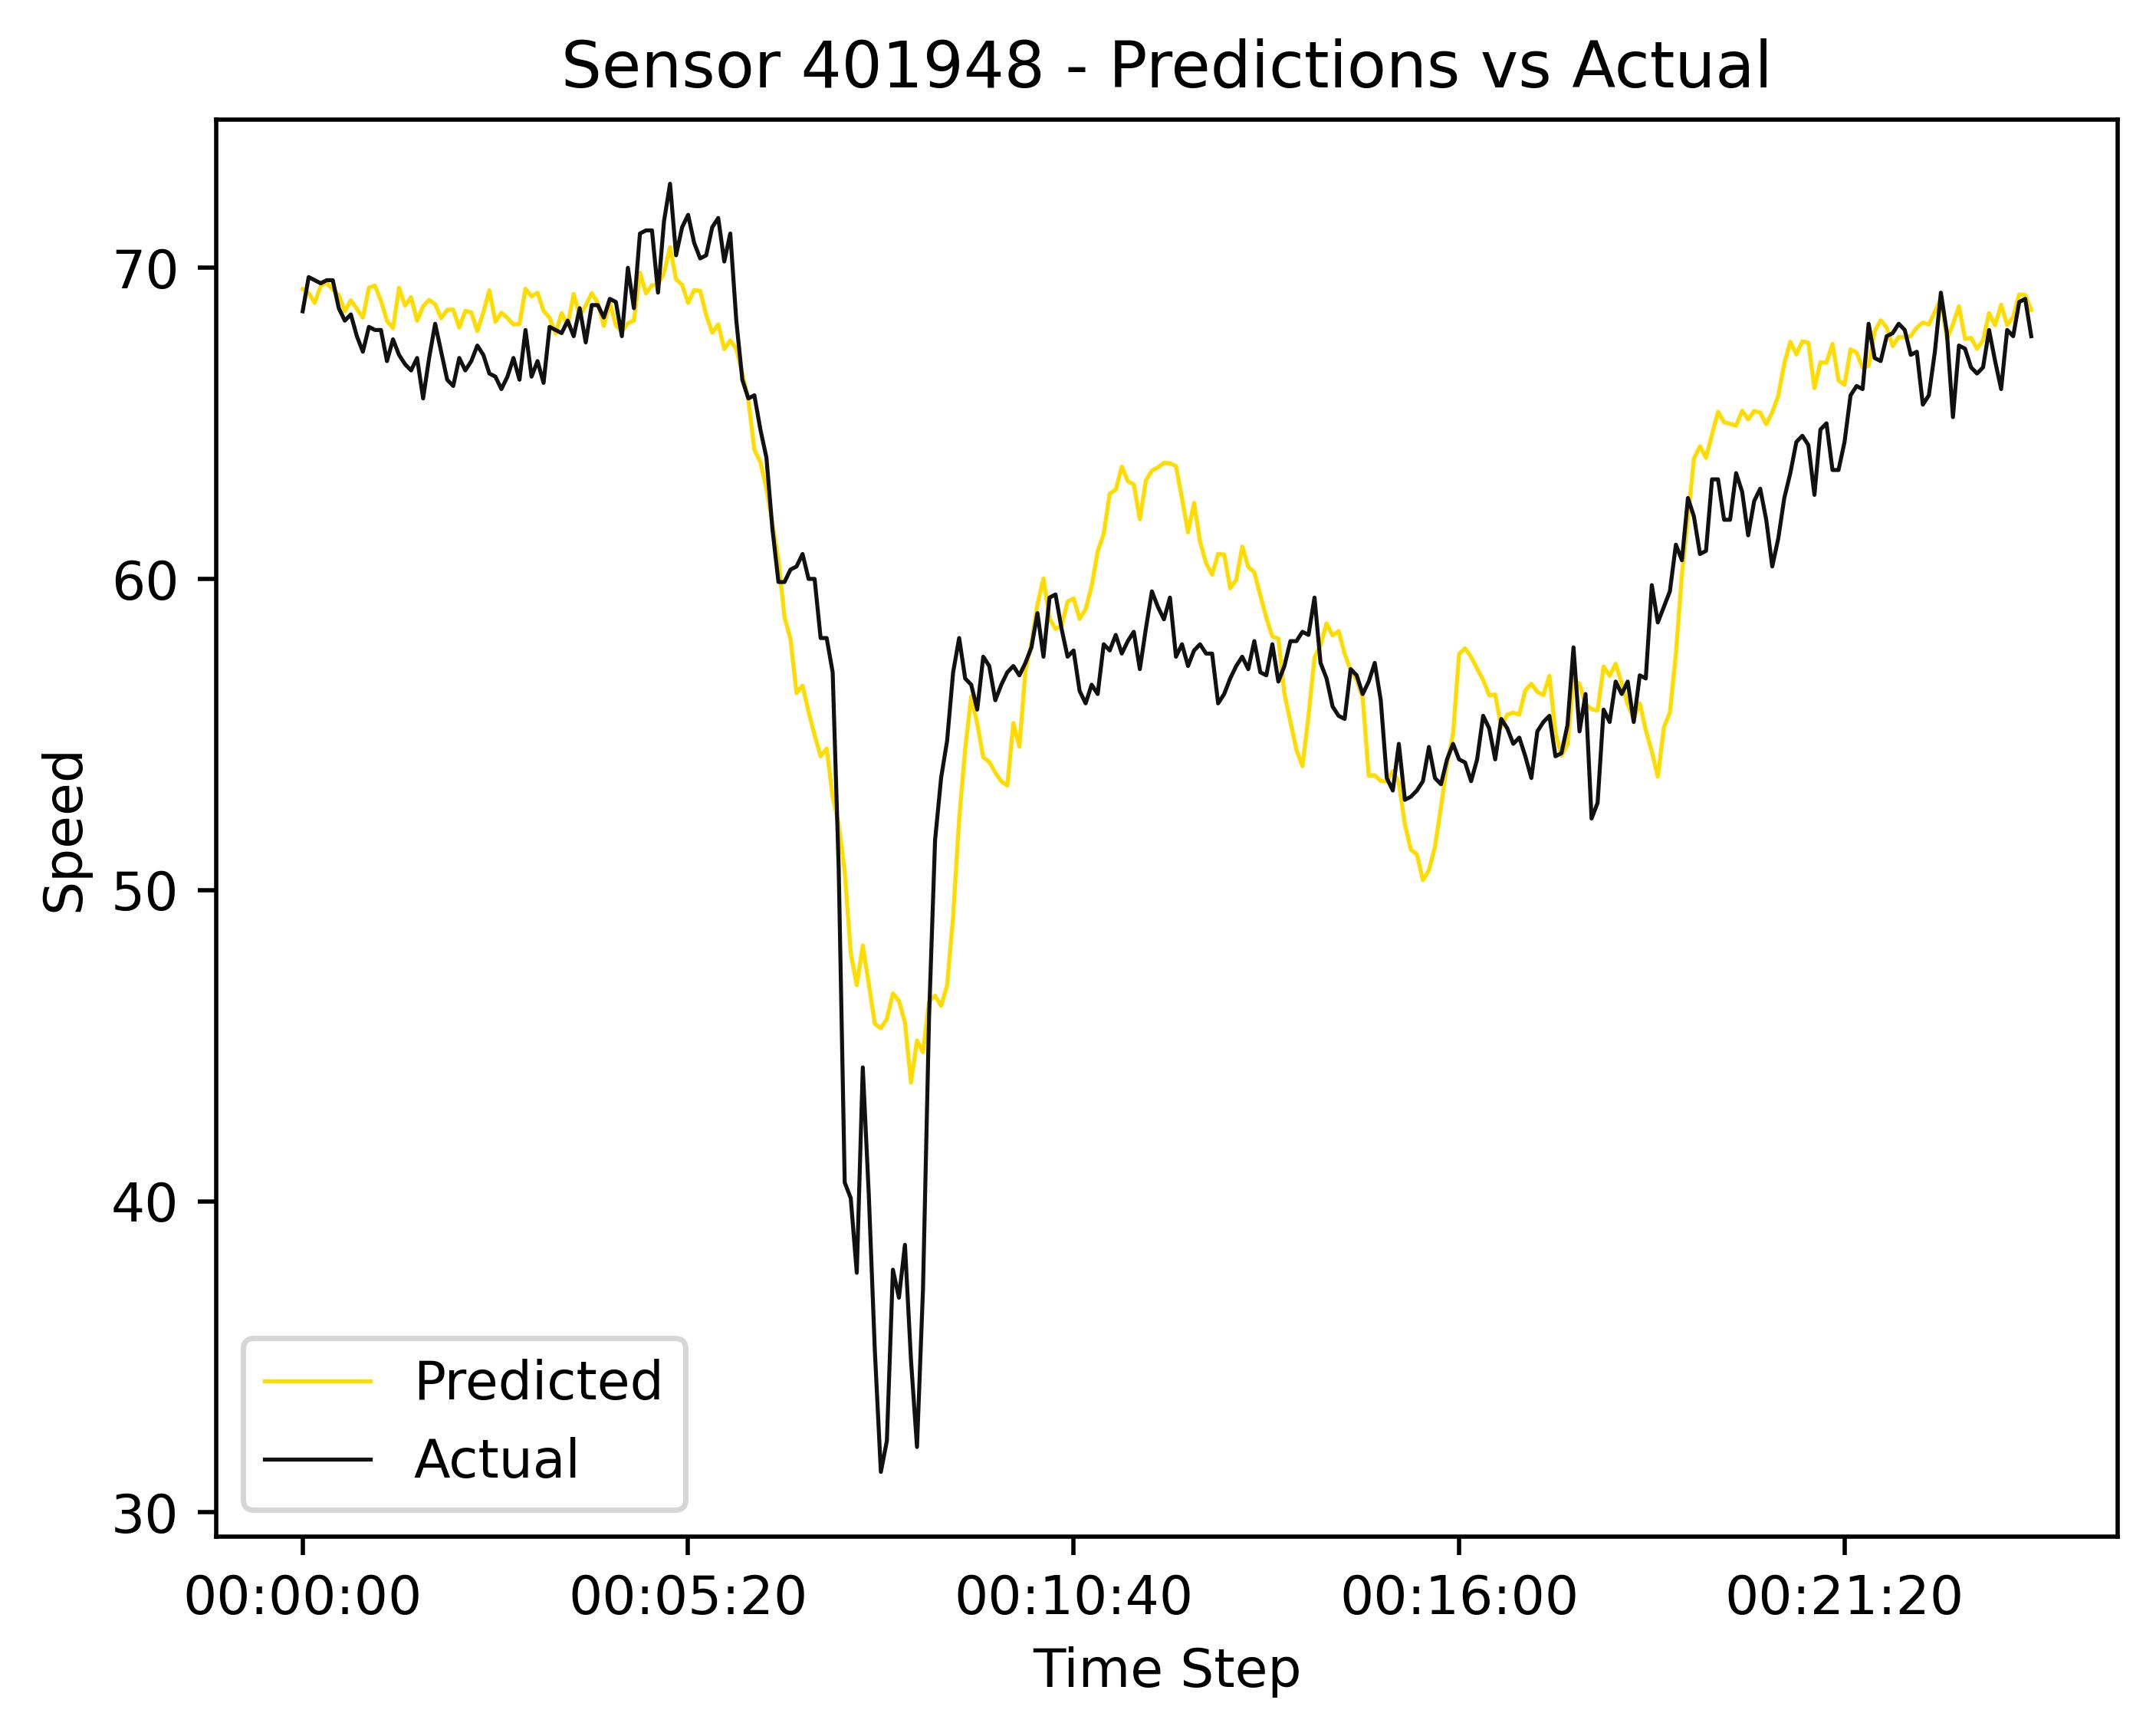 Sensor 401948 - Predictions vs Actual
70
60
50
40
30
Speed
Predicted
Actual
00:00:00 00:05:20 00:10:40 00:16:00 00:21:20
Time Step